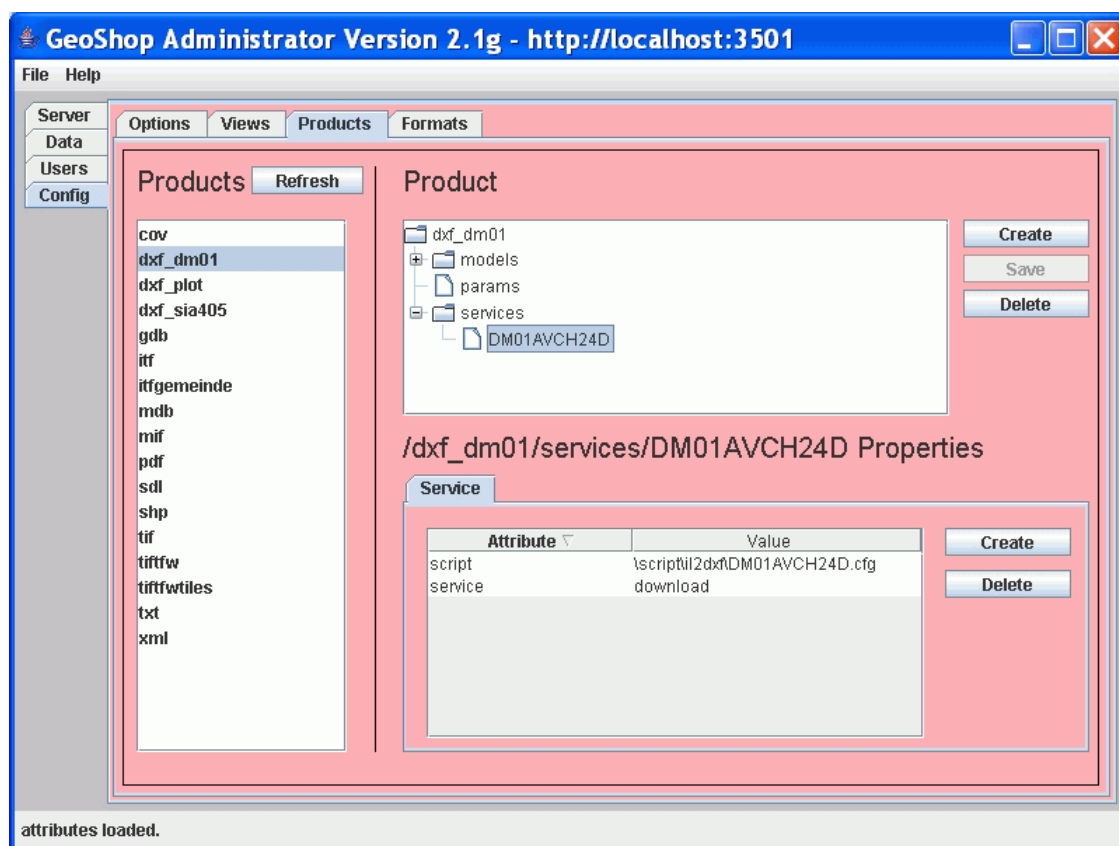 GeoShop Administrator Version 2.1g - http://localhost:3501
File Help
Server
Data
Users
Config
Options Views Products Formats
Products Refresh
cov
dxf_dm01
dxf_plot
dxf_sia405
gdb
itf
itfgemeinde
mdb
mif
pdf
sdl
shp
tif
tiftfw
tiftfwtiles
txt
xml
Product
dxf_dm01
models
params
services
DM01AVCH24D
Create
Save
Delete
/dxf_dm01/services/DM01AVCH24D Properties
Service
Attribute Value
script \script\il2dxf\DM01AVCH24D.cfg
service download
Create
Delete
attributes loaded.